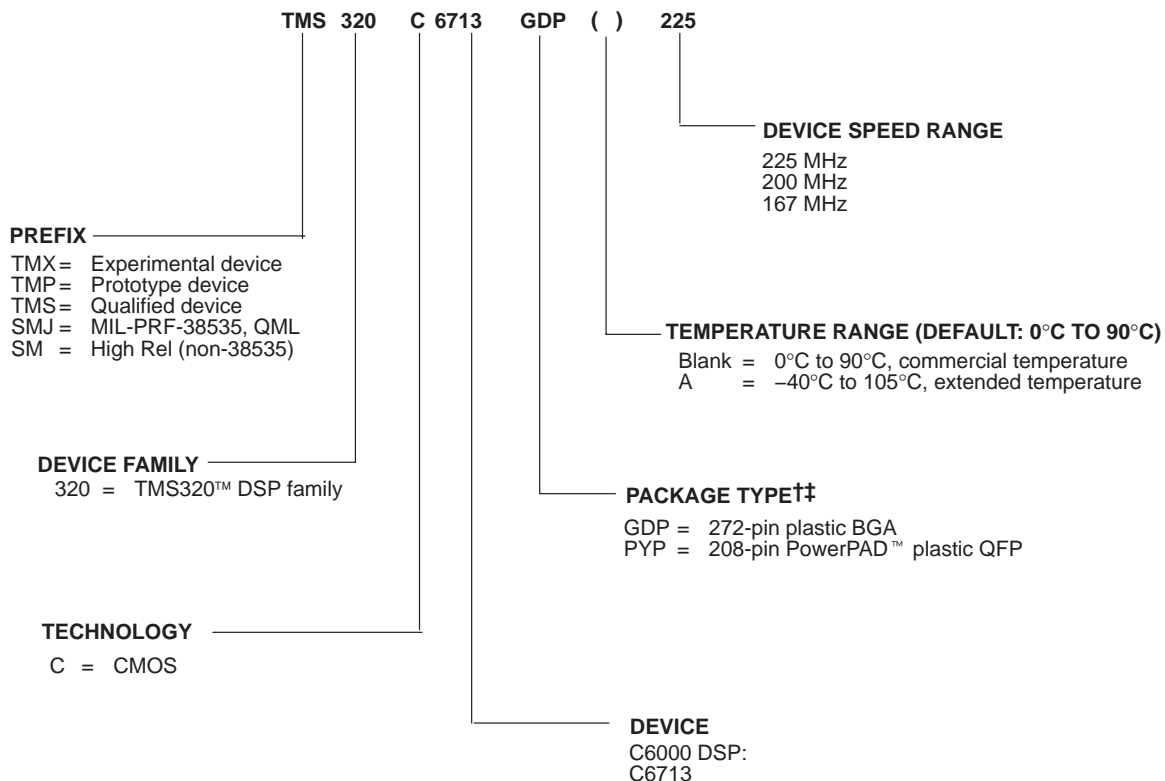 TMS 320 C 6713 GDP ( ) 225
DEVICE SPEED RANGE
225 MHz
200 MHz
167 MHz
PREFIX
TMX = Experimental device
TMP = Prototype device
TMS = Qualified device
SMJ = MIL-PRF-38535, QML
SM = High Rel (non-38535)
TEMPERATURE RANGE (DEFAULT: 0°C TO 90°C)
Blank = 0°C to 90°C, commercial temperature
A = –40°C to 105°C, extended temperature
DEVICE FAMILY
320 = TMS320™ DSP family
PACKAGE TYPE†‡
GDP = 272-pin plastic BGA
PYP = 208-pin PowerPAD™ plastic QFP
TECHNOLOGY
C = CMOS
DEVICE
C6000 DSP:
C6713